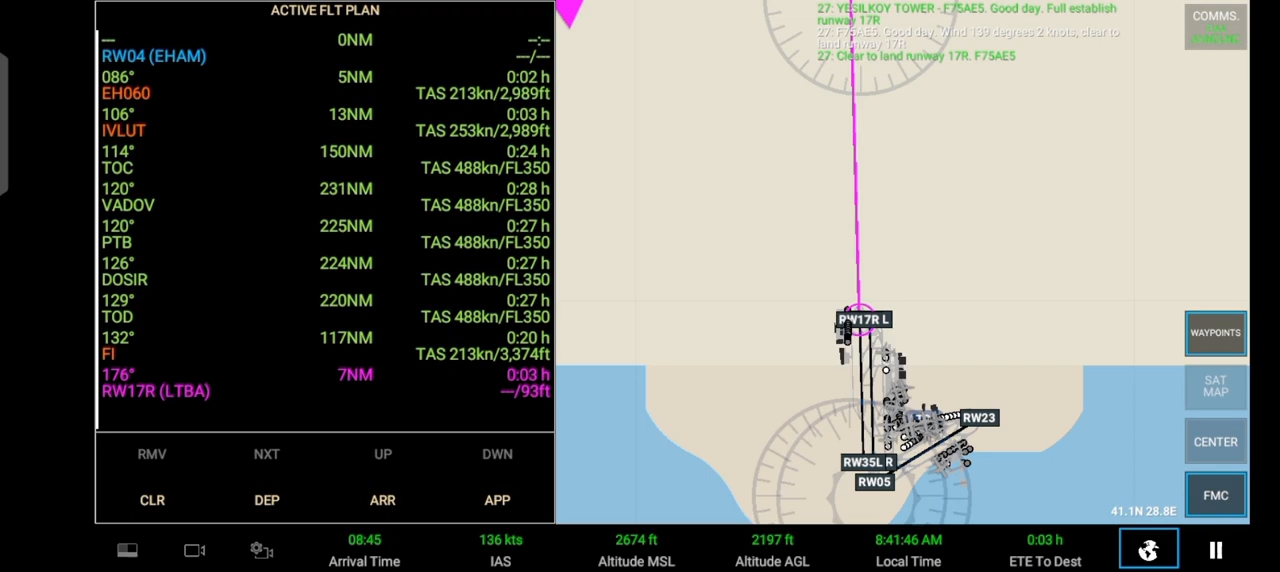 ACTIVE FLT PLAN
--- 0NM --:--
RW04 (EHAM) ---/---
086° 5NM 0:02 h
EH060 TAS 213kn/2,989ft
106° 13NM 0:03 h
IVLUT TAS 253kn/2,989ft
114° 150NM 0:24 h
TOC TAS 488kn/FL350
120° 231NM 0:28 h
VADOV TAS 488kn/FL350
120° 225NM 0:27 h
PTB TAS 488kn/FL350
126° 224NM 0:27 h
DOSIR TAS 488kn/FL350
129° 220NM 0:27 h
TOD TAS 488kn/FL350
132° 117NM 0:20 h
FI TAS 213kn/3,374ft
176° 7NM 0:03 h
RW17R (LTBA) ---/93ft
RMV NXT UP DWN
CLR DEP ARR APP
27: YESILKOY TOWER - F75AE5. Good day. Full establish
runway 17R
27: F75AE5. Good day. Wind 139 degrees 2 knots, clear to
land runway 17R
27: Clear to land runway 17R. F75AE5
COMMS.
RW17R L
RW23
RW35L R
RW05
WAYPOINTS
SAT
MAP
CENTER
FMC
41.1N 28.8E
08:45 136 kts 2674 ft 2197 ft 8:41:46 AM 0:03 h
Arrival Time IAS Altitude MSL Altitude AGL Local Time ETE To Dest